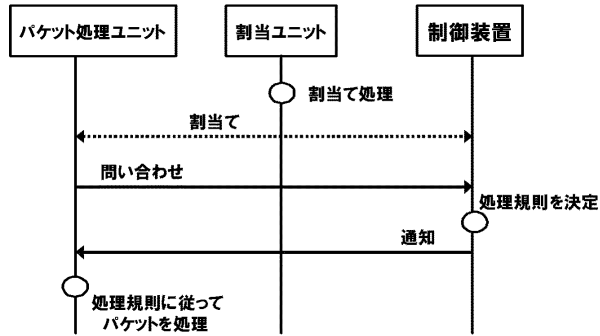 パケット処理ユニット
割当ユニット
制御装置
割当て処理
割当て
問い合わせ
処理規則を決定
通知
処理規則に従って
パケットを処理